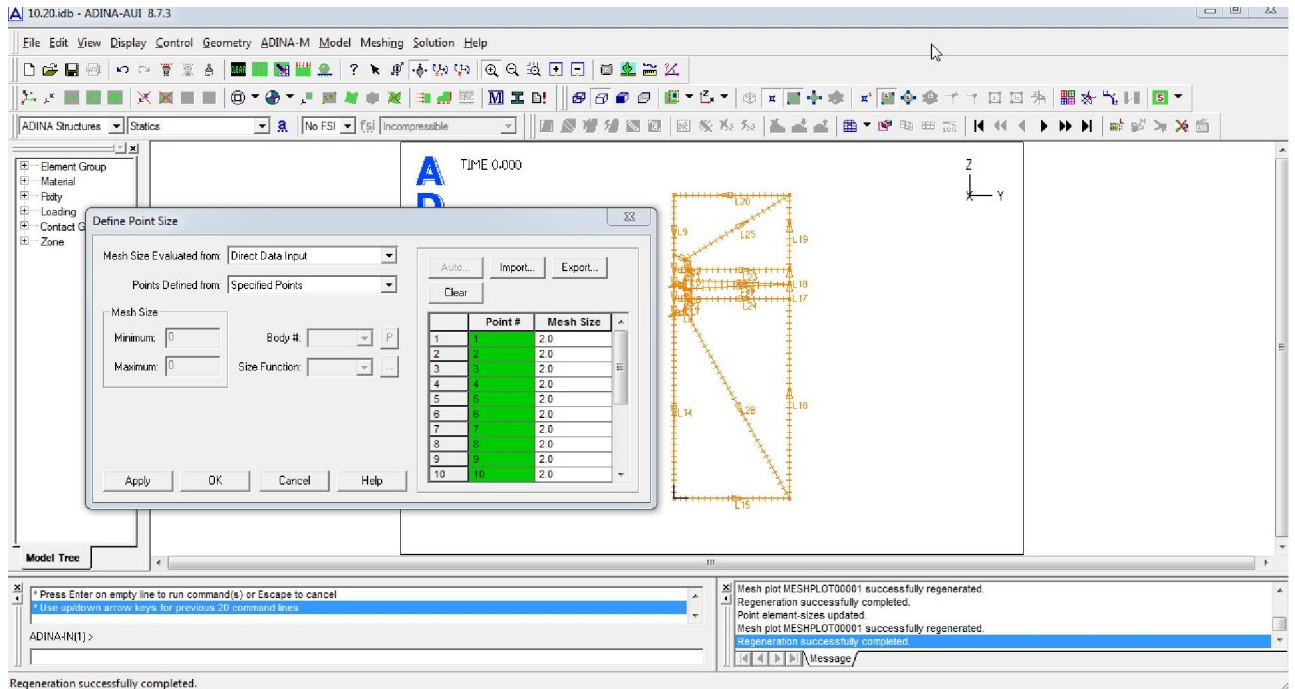 10.20.idb - ADINA-AUI 8.7.3
File Edit View Display Control Geometry ADINA-M Model Meshing Solution Help
ADINA Structures Statics No FSI fsi Incompressible
Element Group
Material
Fixity
Loading
Contact G
Zone
Model Tree
TIME 0.000
A
D
Z
Y
L20
L9
L25
L19
L18
L17
L24
L14
L28
L16
L15
Define Point Size
Mesh Size Evaluated from: Direct Data Input
Points Defined from: Specified Points
Mesh Size
Minimum: 0 Body #: P
Maximum: 0 Size Function: ...
Apply OK Cancel Help
Auto... Import... Export...
Clear
Point # Mesh Size
1 1 2.0
2 2 2.0
3 3 2.0
4 4 2.0
5 5 2.0
6 6 2.0
7 7 2.0
8 8 2.0
9 9 2.0
10 10 2.0
* Press Enter on empty line to run command(s) or Escape to cancel
* Use up/down arrow keys for previous 20 command lines
ADINA-IN(1) >
Mesh plot MESHPLOT00001 successfully regenerated.
Regeneration successfully completed.
Point element-sizes updated.
Mesh plot MESHPLOT00001 successfully regenerated.
Regeneration successfully completed.
Message
Regeneration successfully completed.